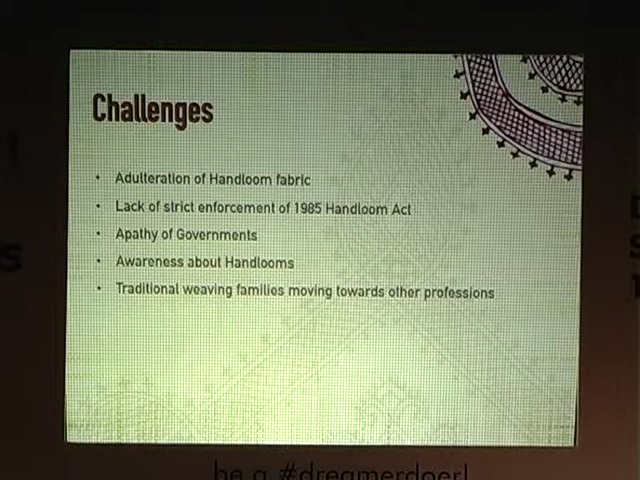 Challenges
• Adulteration of Handloom fabric
• Lack of strict enforcement of 1985 Handloom Act
• Apathy of Governments
• Awareness about Handlooms
• Traditional weaving families moving towards other professions
be a #dreamerdoer!